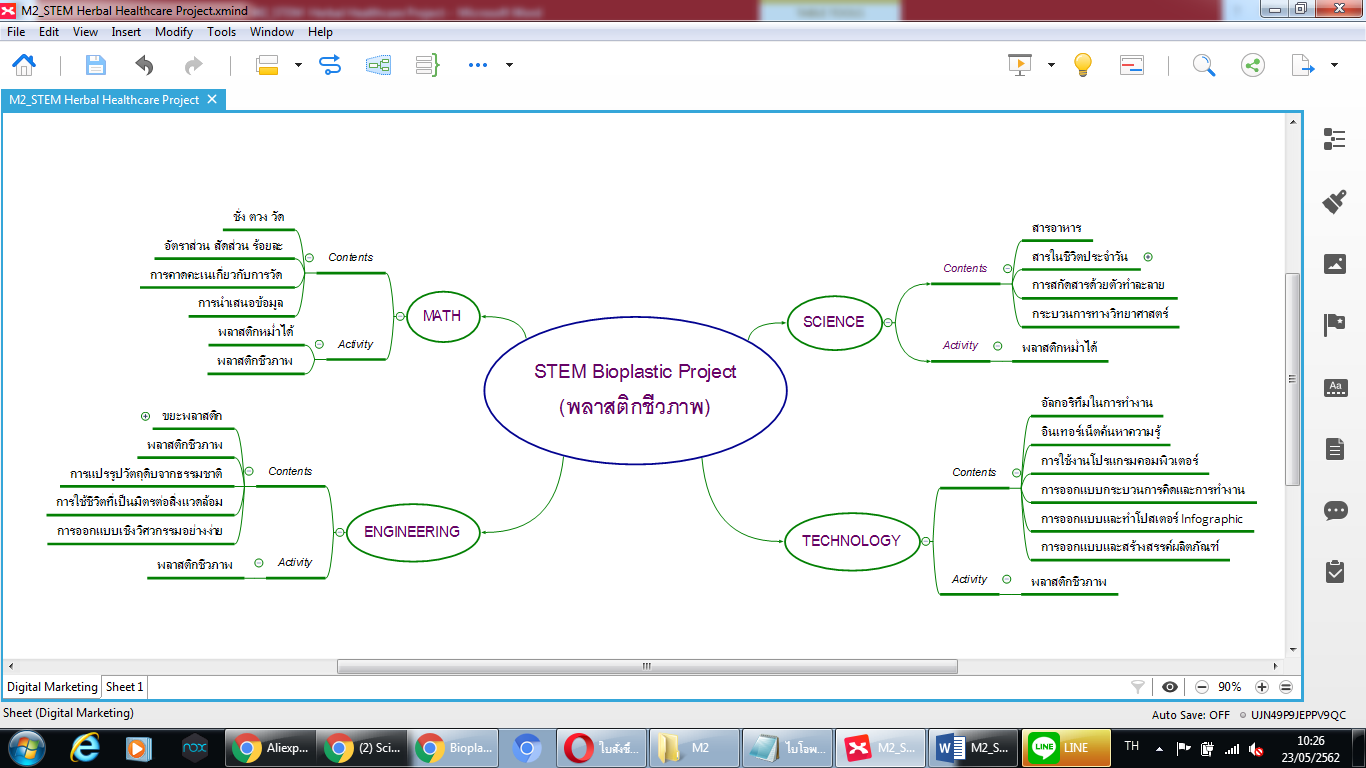 M2_STEM Herbal Healthcare Project.xmind
File Edit View Insert Modify Tools Window Help
M2_STEM Herbal Healthcare Project
STEM Bioplastic Project
(พลาสติกชีวภาพ)
MATH
Contents
ชั่ง ตวง วัด
อัตราส่วน สัดส่วน ร้อยละ
การคาดคะเนเกี่ยวกับการวัด
การนำเสนอข้อมูล
Activity
พลาสติกหม่ำได้
พลาสติกชีวภาพ
SCIENCE
Contents
สารอาหาร
สารในชีวิตประจำวัน
การสกัดสารด้วยตัวทำละลาย
กระบวนการทางวิทยาศาสตร์
Activity
พลาสติกหม่ำได้
ENGINEERING
Contents
ขยะพลาสติก
พลาสติกชีวภาพ
การแปรรูปวัตถุดิบจากธรรมชาติ
การใช้ชีวิตที่เป็นมิตรต่อสิ่งแวดล้อม
การออกแบบเชิงวิศวกรรมอย่างง่าย
Activity
พลาสติกชีวภาพ
TECHNOLOGY
Contents
อัลกอริทึมในการทำงาน
อินเทอร์เน็ตค้นหาความรู้
การใช้งานโปรแกรมคอมพิวเตอร์
การออกแบบกระบวนการคิดและการทำงาน
การออกแบบและทำโปสเตอร์ Infographic
การออกแบบและสร้างสรรค์ผลิตภัณฑ์
Activity
พลาสติกชีวภาพ
Aa
Digital Marketing Sheet 1
90%
Sheet (Digital Marketing)
Auto Save: OFF UJN49P9JEPPV9QC
nox Aliexp... (2) Sci... Biopla... ใบสั่งซื้... M2 ใบโอพ... M2_S... M2_S... LINE LINE TH 10:26
23/05/2562